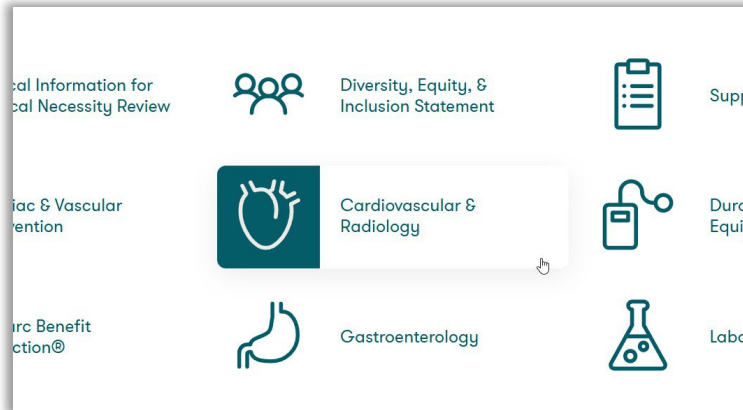 cal Information for
cal Necessity Review
Diversity, Equity, &
Inclusion Statement
Supp
iac & Vascular
vention
Cardiovascular &
Radiology
Dura
Equi
arc Benefit
ction®
Gastroenterology
Labo